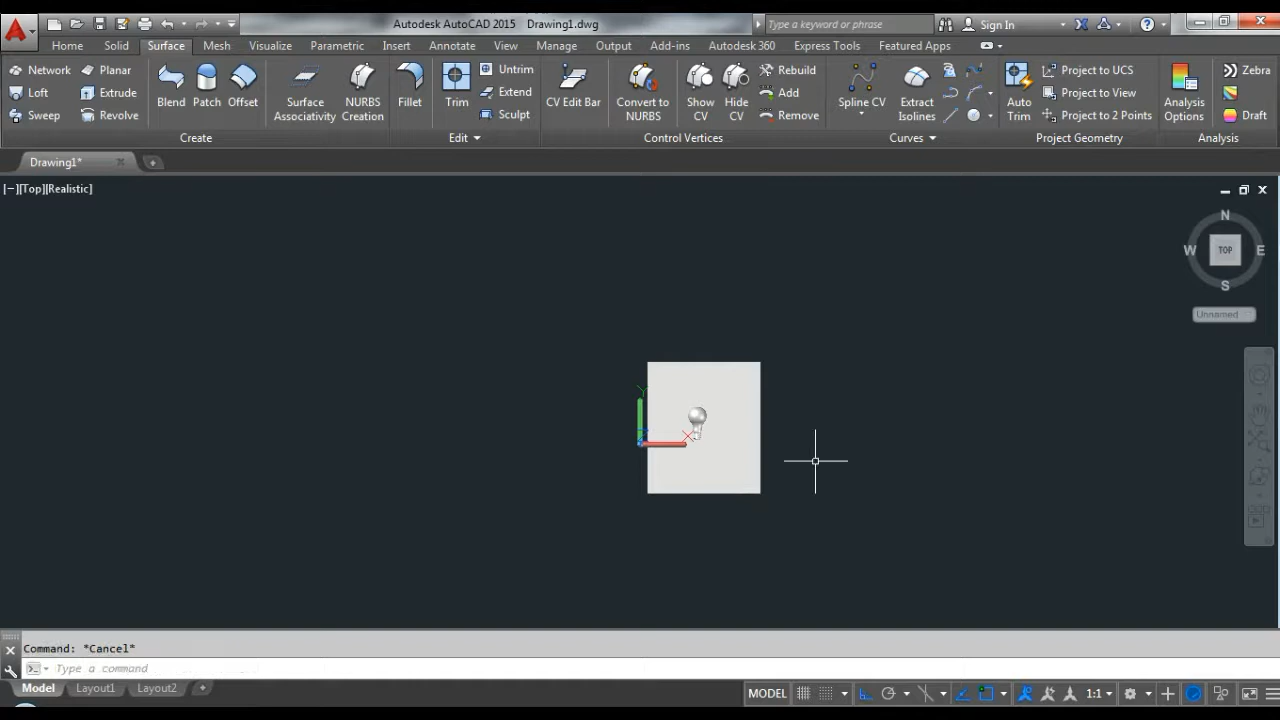 Autodesk AutoCAD 2015 Drawing1.dwg
Type a keyword or phrase
Sign In
Home Solid Surface Mesh Visualize Parametric Insert Annotate View Manage Output Add-ins Autodesk 360 Express Tools Featured Apps
Network Planar
Loft Extrude
Sweep Revolve
Blend Patch Offset
Surface Associativity
NURBS Creation
Fillet
Trim
Untrim
Extend
Sculpt
CV Edit Bar
Convert to NURBS
Show CV
Hide CV
Rebuild
Add
Remove
Spline CV
Extract Isolines
Auto Trim
Project to UCS
Project to View
Project to 2 Points
Analysis Options
Zebra
Draft
Create Edit Control Vertices Curves Project Geometry Analysis
Drawing1*
[−][Top][Realistic]
N
W TOP E
S
Unnamed
Y
X
Command: *Cancel*
Type a command
Model Layout1 Layout2
MODEL 1:1